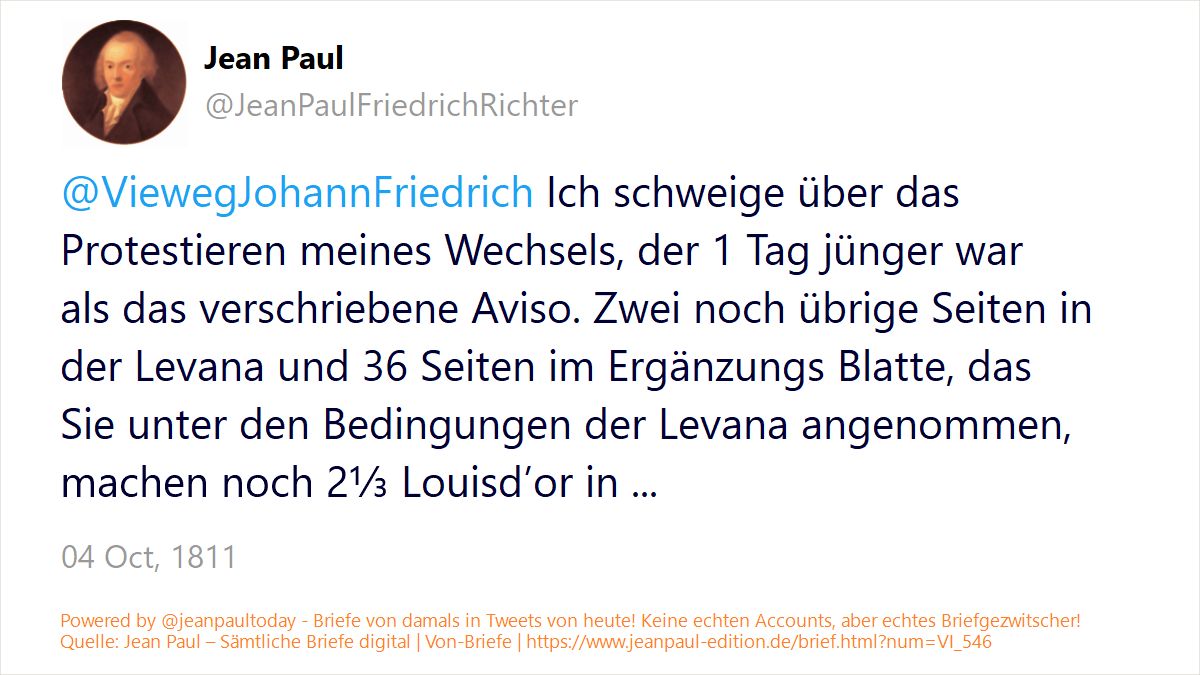 Jean Paul
@JeanPaulFriedrichRichter
@ViewegJohannFriedrich Ich schweige über das
Protestieren meines Wechsels, der 1 Tag jünger war
als das verschriebene Aviso. Zwei noch übrige Seiten in
der Levana und 36 Seiten im Ergänzungs Blatte, das
Sie unter den Bedingungen der Levana angenommen,
machen noch 2⅓ Louisd’or in ...
04 Oct, 1811
Powered by @jeanpaultoday - Briefe von damals in Tweets von heute! Keine echten Accounts, aber echtes Briefgezwitscher!
Quelle: Jean Paul – Sämtliche Briefe digital | Von-Briefe | https://www.jeanpaul-edition.de/brief.html?num=VI_546